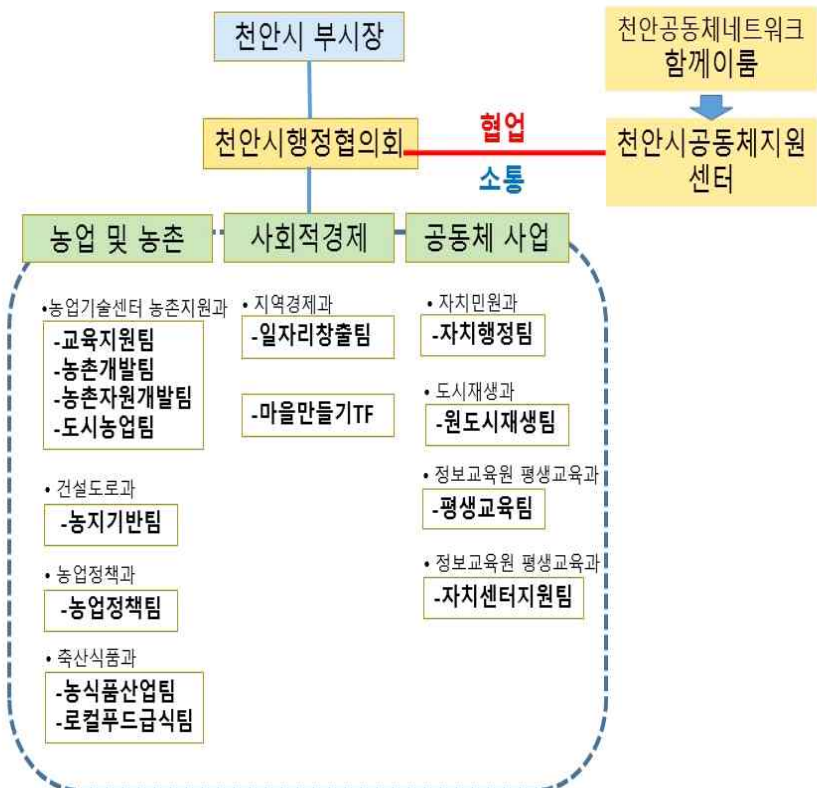 천안시 부시장
천안공동체네트워크
함께이룸
천안시행정협의회
협업
소통
천안시공동체지원
센터
농업 및 농촌
•농업기술센터 농촌지원과
-교육지원팀
-농촌개발팀
-농촌자원개발팀
-도시농업팀
• 건설도로과
-농지기반팀
• 농업정책과
-농업정책팀
• 축산식품과
-농식품산업팀
-로컬푸드급식팀
사회적경제
• 지역경제과
-일자리창출팀
-마을만들기TF
공동체 사업
• 자치민원과
-자치행정팀
• 도시재생과
-원도시재생팀
• 정보교육원 평생교육과
-평생교육팀
• 정보교육원 평생교육과
-자치센터지원팀